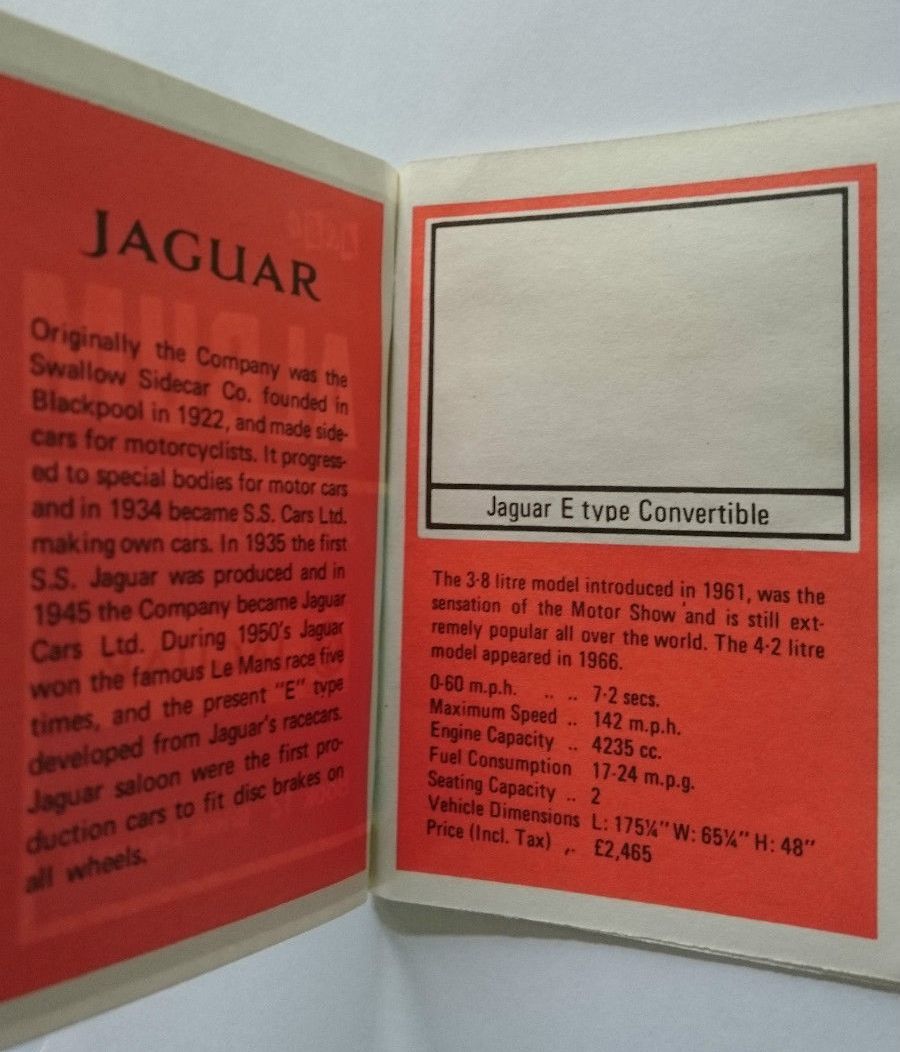 JAGUAR
Originally the Company was the
Swallow Sidecar Co. founded in
Blackpool in 1922, and made side-
cars for motorcyclists. It progress-
ed to special bodies for motor cars
and in 1934 became S.S. Cars Ltd.
making own cars. In 1935 the first
S.S. Jaguar was produced and in
1945 the Company became Jaguar
Cars Ltd. During 1950's Jaguar
won the famous Le Mans race five
times, and the present "E" type
developed from Jaguar's racecars.
Jaguar saloon were the first pro-
duction cars to fit disc brakes on
all wheels.
Jaguar E type Convertible
The 3·8 litre model introduced in 1961, was the
sensation of the Motor Show and is still ext-
remely popular all over the world. The 4·2 litre
model appeared in 1966.
0-60 m.p.h. .. .. 7·2 secs.
Maximum Speed .. 142 m.p.h.
Engine Capacity .. 4235 cc.
Fuel Consumption 17-24 m.p.g.
Seating Capacity .. 2
Vehicle Dimensions L: 175¼" W: 65¼" H: 48"
Price (Incl. Tax) .. £2,465